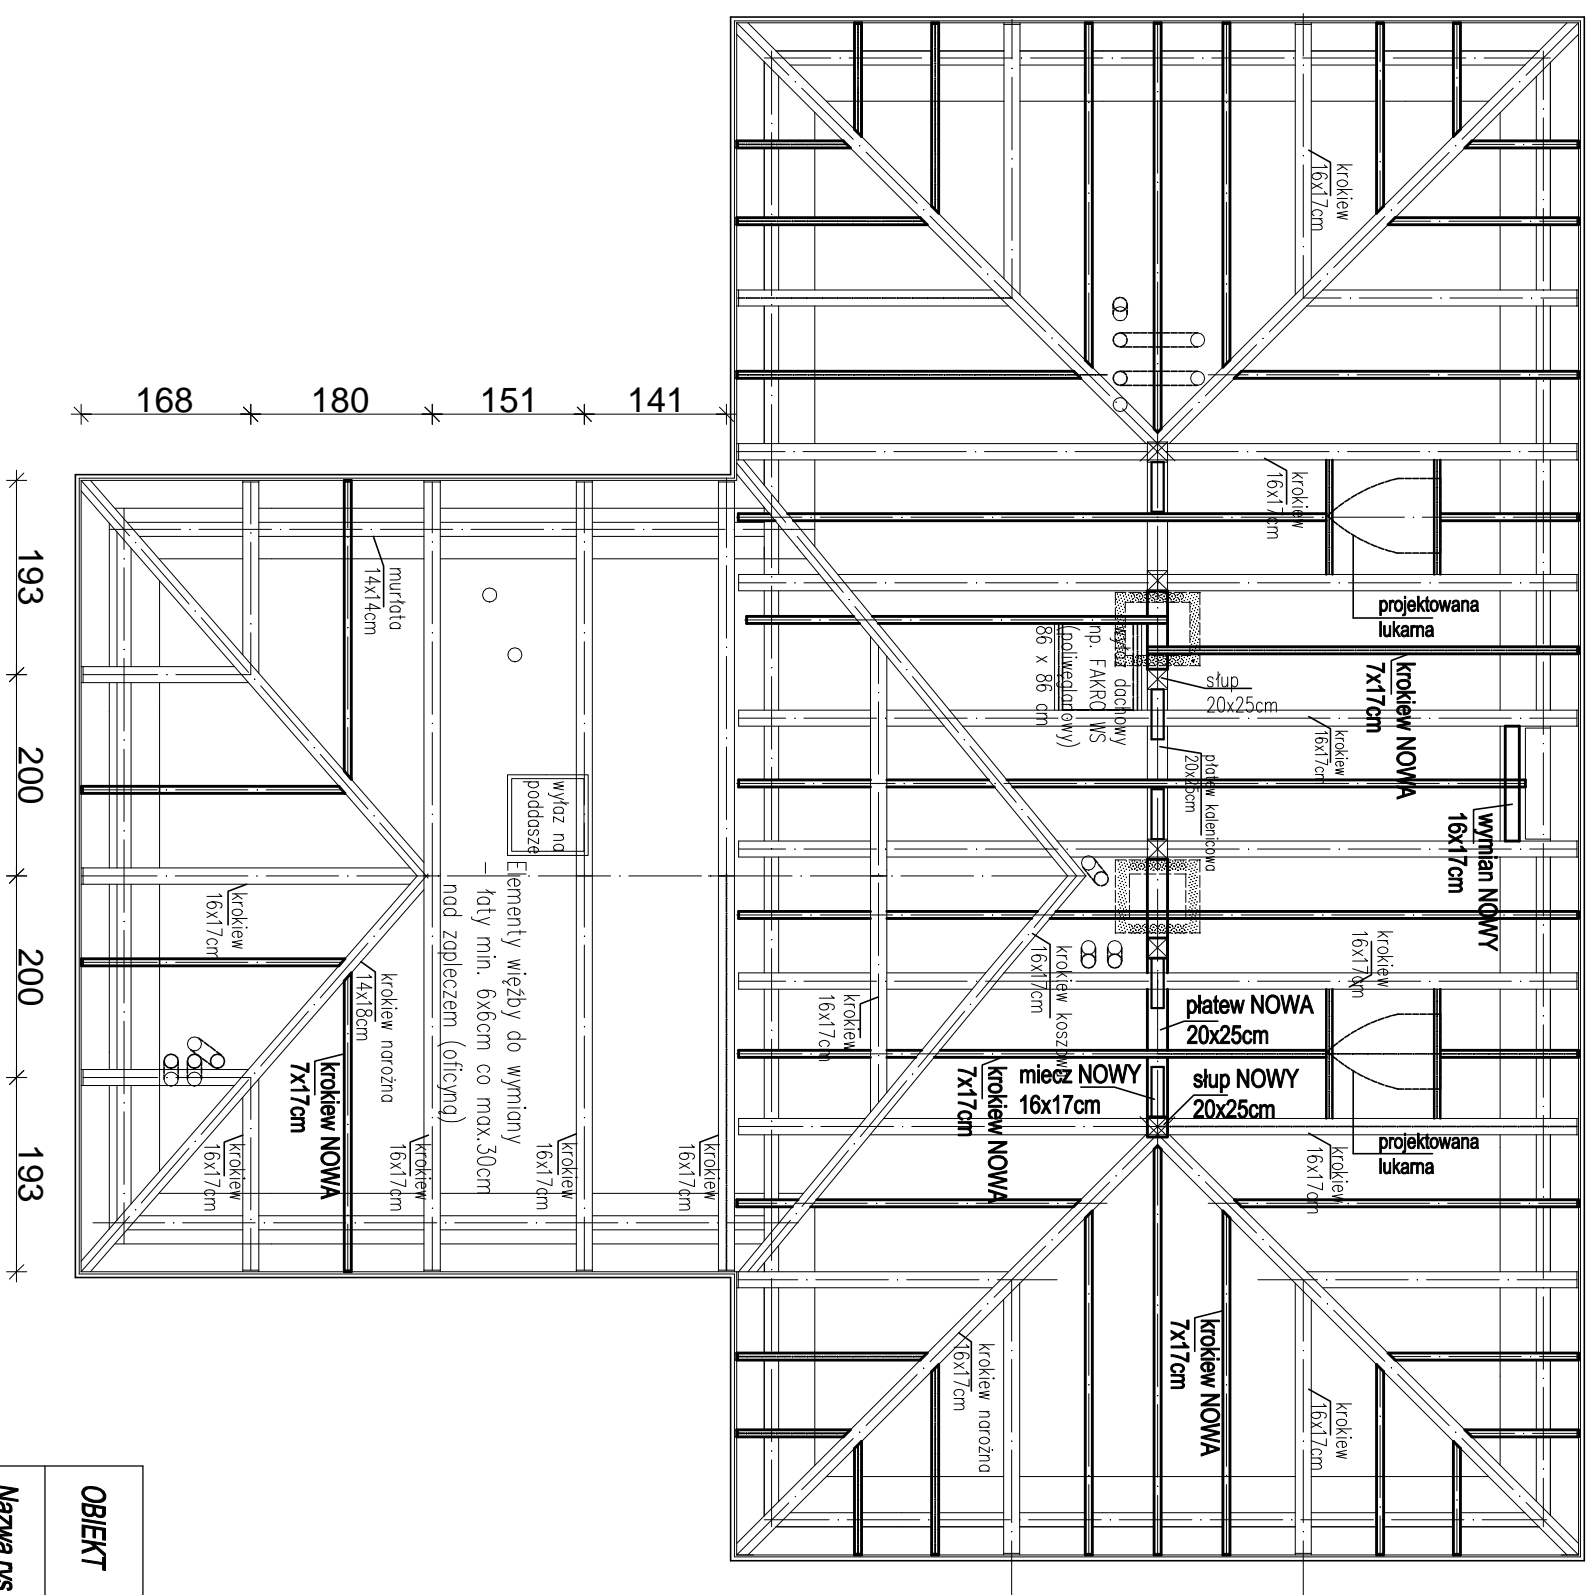 krokiew
16x17cm
krokiew
16x17cm
projektowana
lukarna
krokiew NOWA
7x17cm
słup
20x25cm
wyłaz dachowy
np. FAKRO WS
(poliwęglanowy)
86 x 86 cm
krokiew
16x17cm
płatew kalenicowa
20x25cm
wymian NOWY
16x17cm
krokiew
16x17cm
krokiew koszowa
16x17cm
krokiew
16x17cm
płatew NOWA
20x25cm
miecz NOWY
16x17cm
słup NOWY
20x25cm
krokiew NOWA
7x17cm
projektowana
lukarna
krokiew
16x17cm
krokiew NOWA
7x17cm
krokiew
16x17cm
krokiew narożna
16x17cm
168
180
151
141
193
200
200
193
murłata
14x14cm
wyłaz na
poddasze
Elementy więźby do wymiany
- łaty min. 6x6cm co max.30cm
nad zapleczem (oficyną)
krokiew
16x17cm
krokiew narożna
14x18cm
krokiew NOWA
7x17cm
krokiew
16x17cm
krokiew
16x17cm
krokiew
16x17cm
krokiew
16x17cm
OBIEKT
Nazwa rys